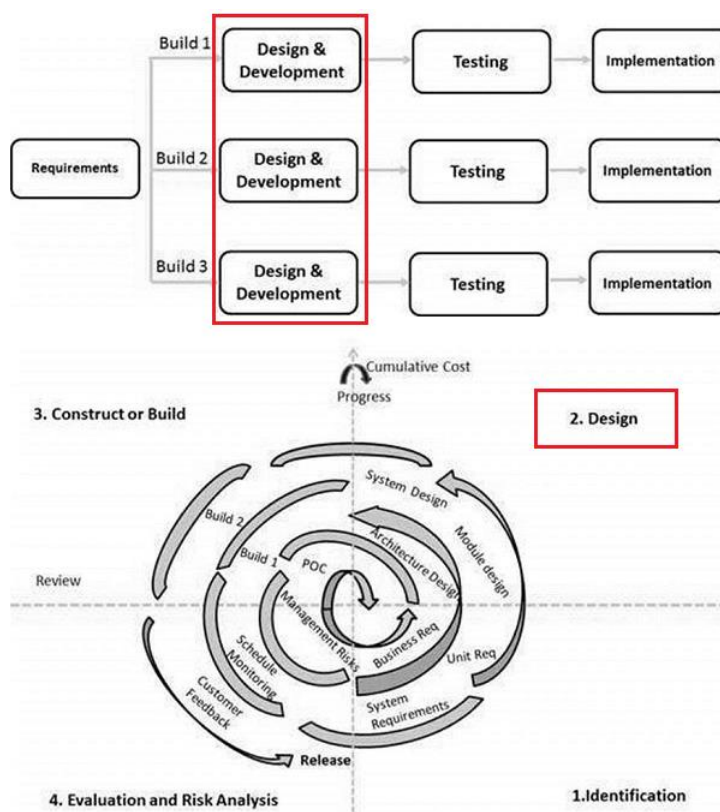 Build 1
Design &
Development
Testing
Implementation
Requirements
Build 2
Design &
Development
Testing
Implementation
Build 3
Design &
Development
Testing
Implementation
Cumulative Cost
Progress
3. Construct or Build
2. Design
System Design
Build 2
Module design
Architecture Design
Build 1
POC
Review
Management Risks
Business Req
Unit Req
Schedule
Monitoring
System
Requirements
Customer
Feedback
Release
4. Evaluation and Risk Analysis
1.Identification